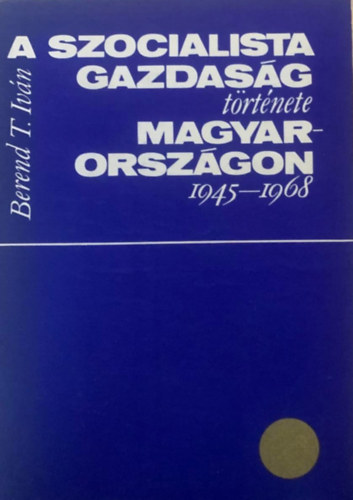 Berend T. Iván
A SZOCIALISTA
GAZDASÁG
története
MAGYAR-
ORSZÁGON
1945—1968